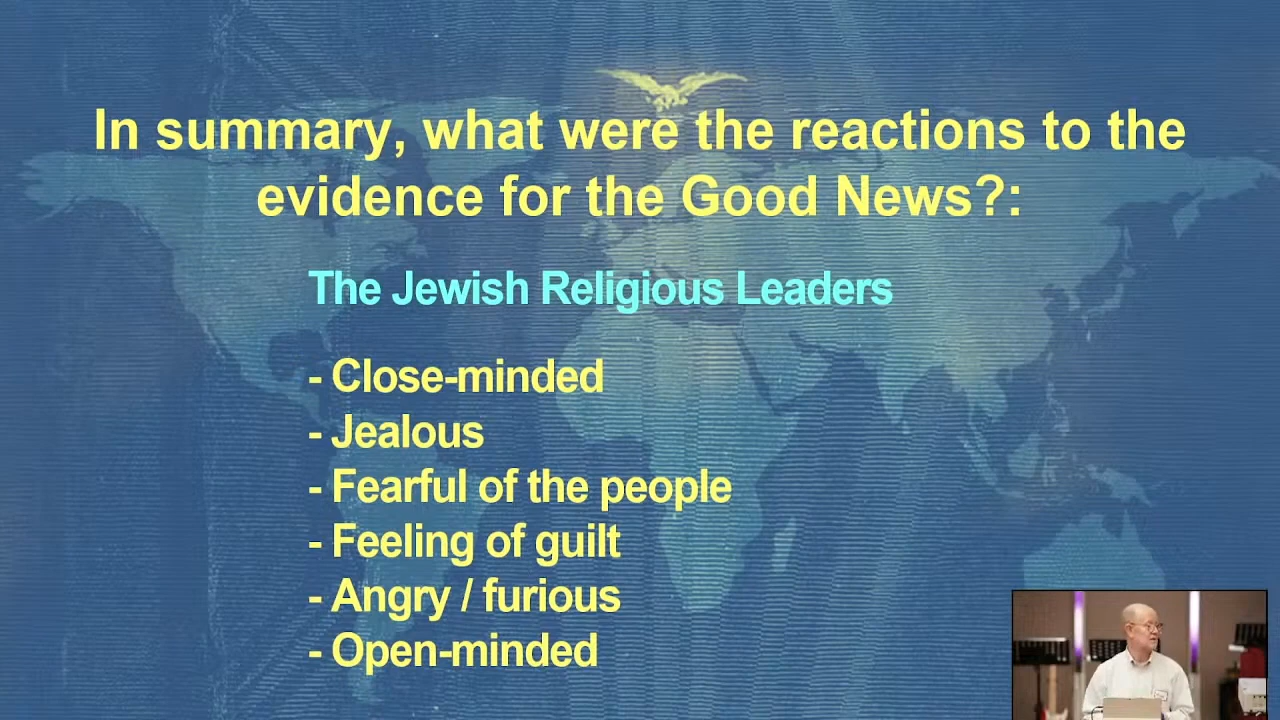 In summary, what were the reactions to the
evidence for the Good News?:
The Jewish Religious Leaders
- Close-minded
- Jealous
- Fearful of the people
- Feeling of guilt
- Angry / furious
- Open-minded